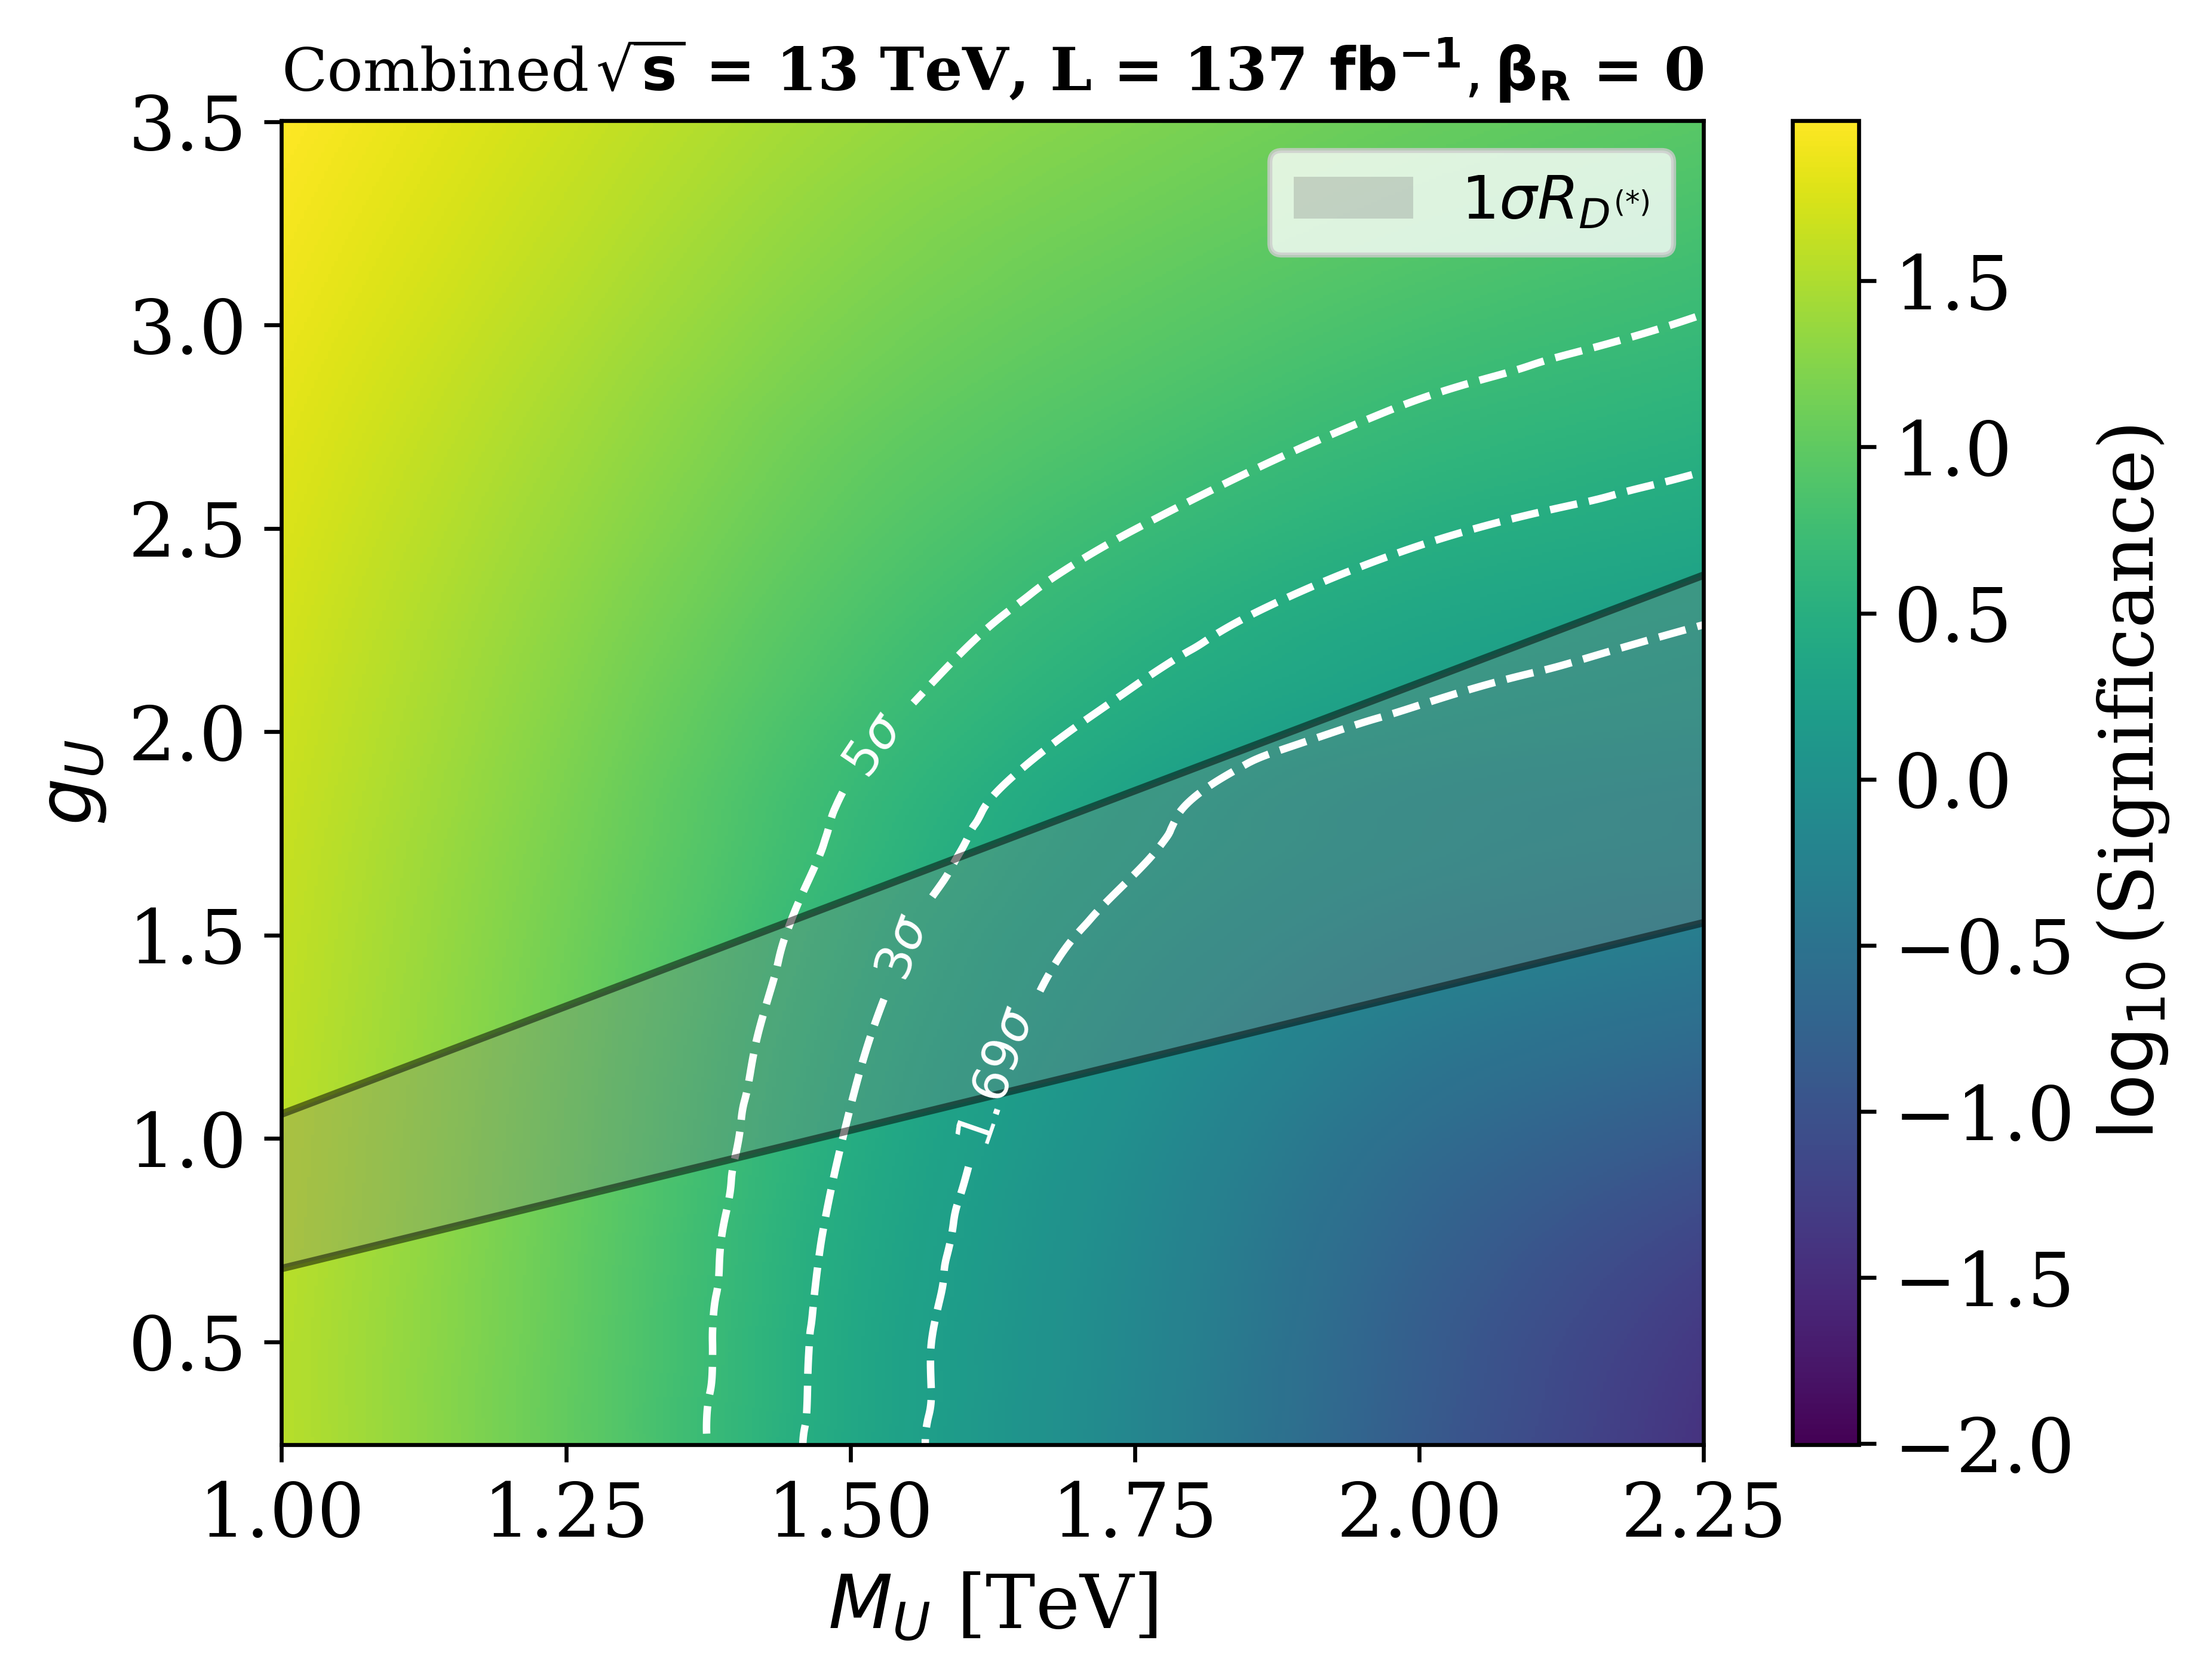 Combined √s = 13 TeV, L = 137 fb⁻¹, βR = 0
3.5
3.0
2.5
2.0
1.5
1.0
0.5
gU
1σR_D(*)
5σ
3σ
1.69σ
1.00 1.25 1.50 1.75 2.00 2.25
MU [TeV]
1.5
1.0
0.5
0.0
−0.5
−1.0
−1.5
−2.0
log₁₀ (Significance)